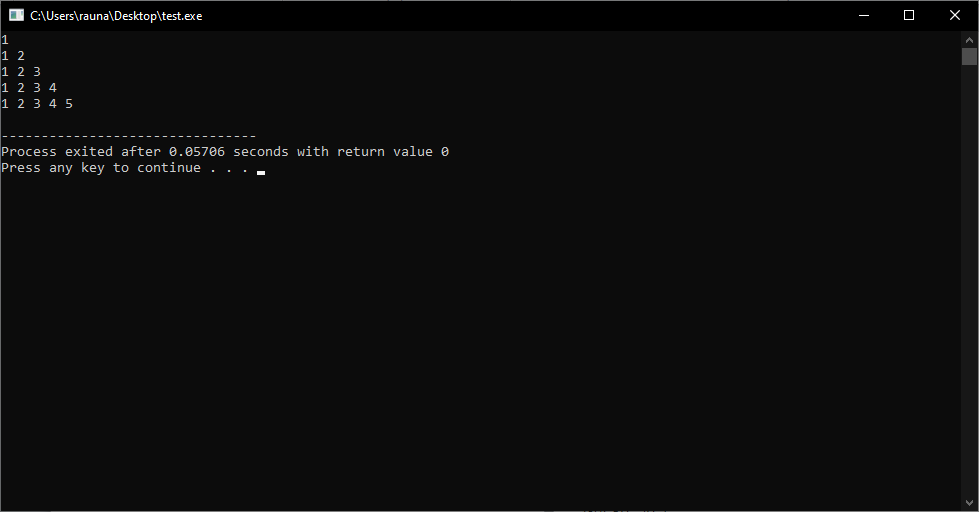 C:\Users\rauna\Desktop\test.exe
1
1 2
1 2 3
1 2 3 4
1 2 3 4 5
--------------------------------
Process exited after 0.05706 seconds with return value 0
Press any key to continue . . .